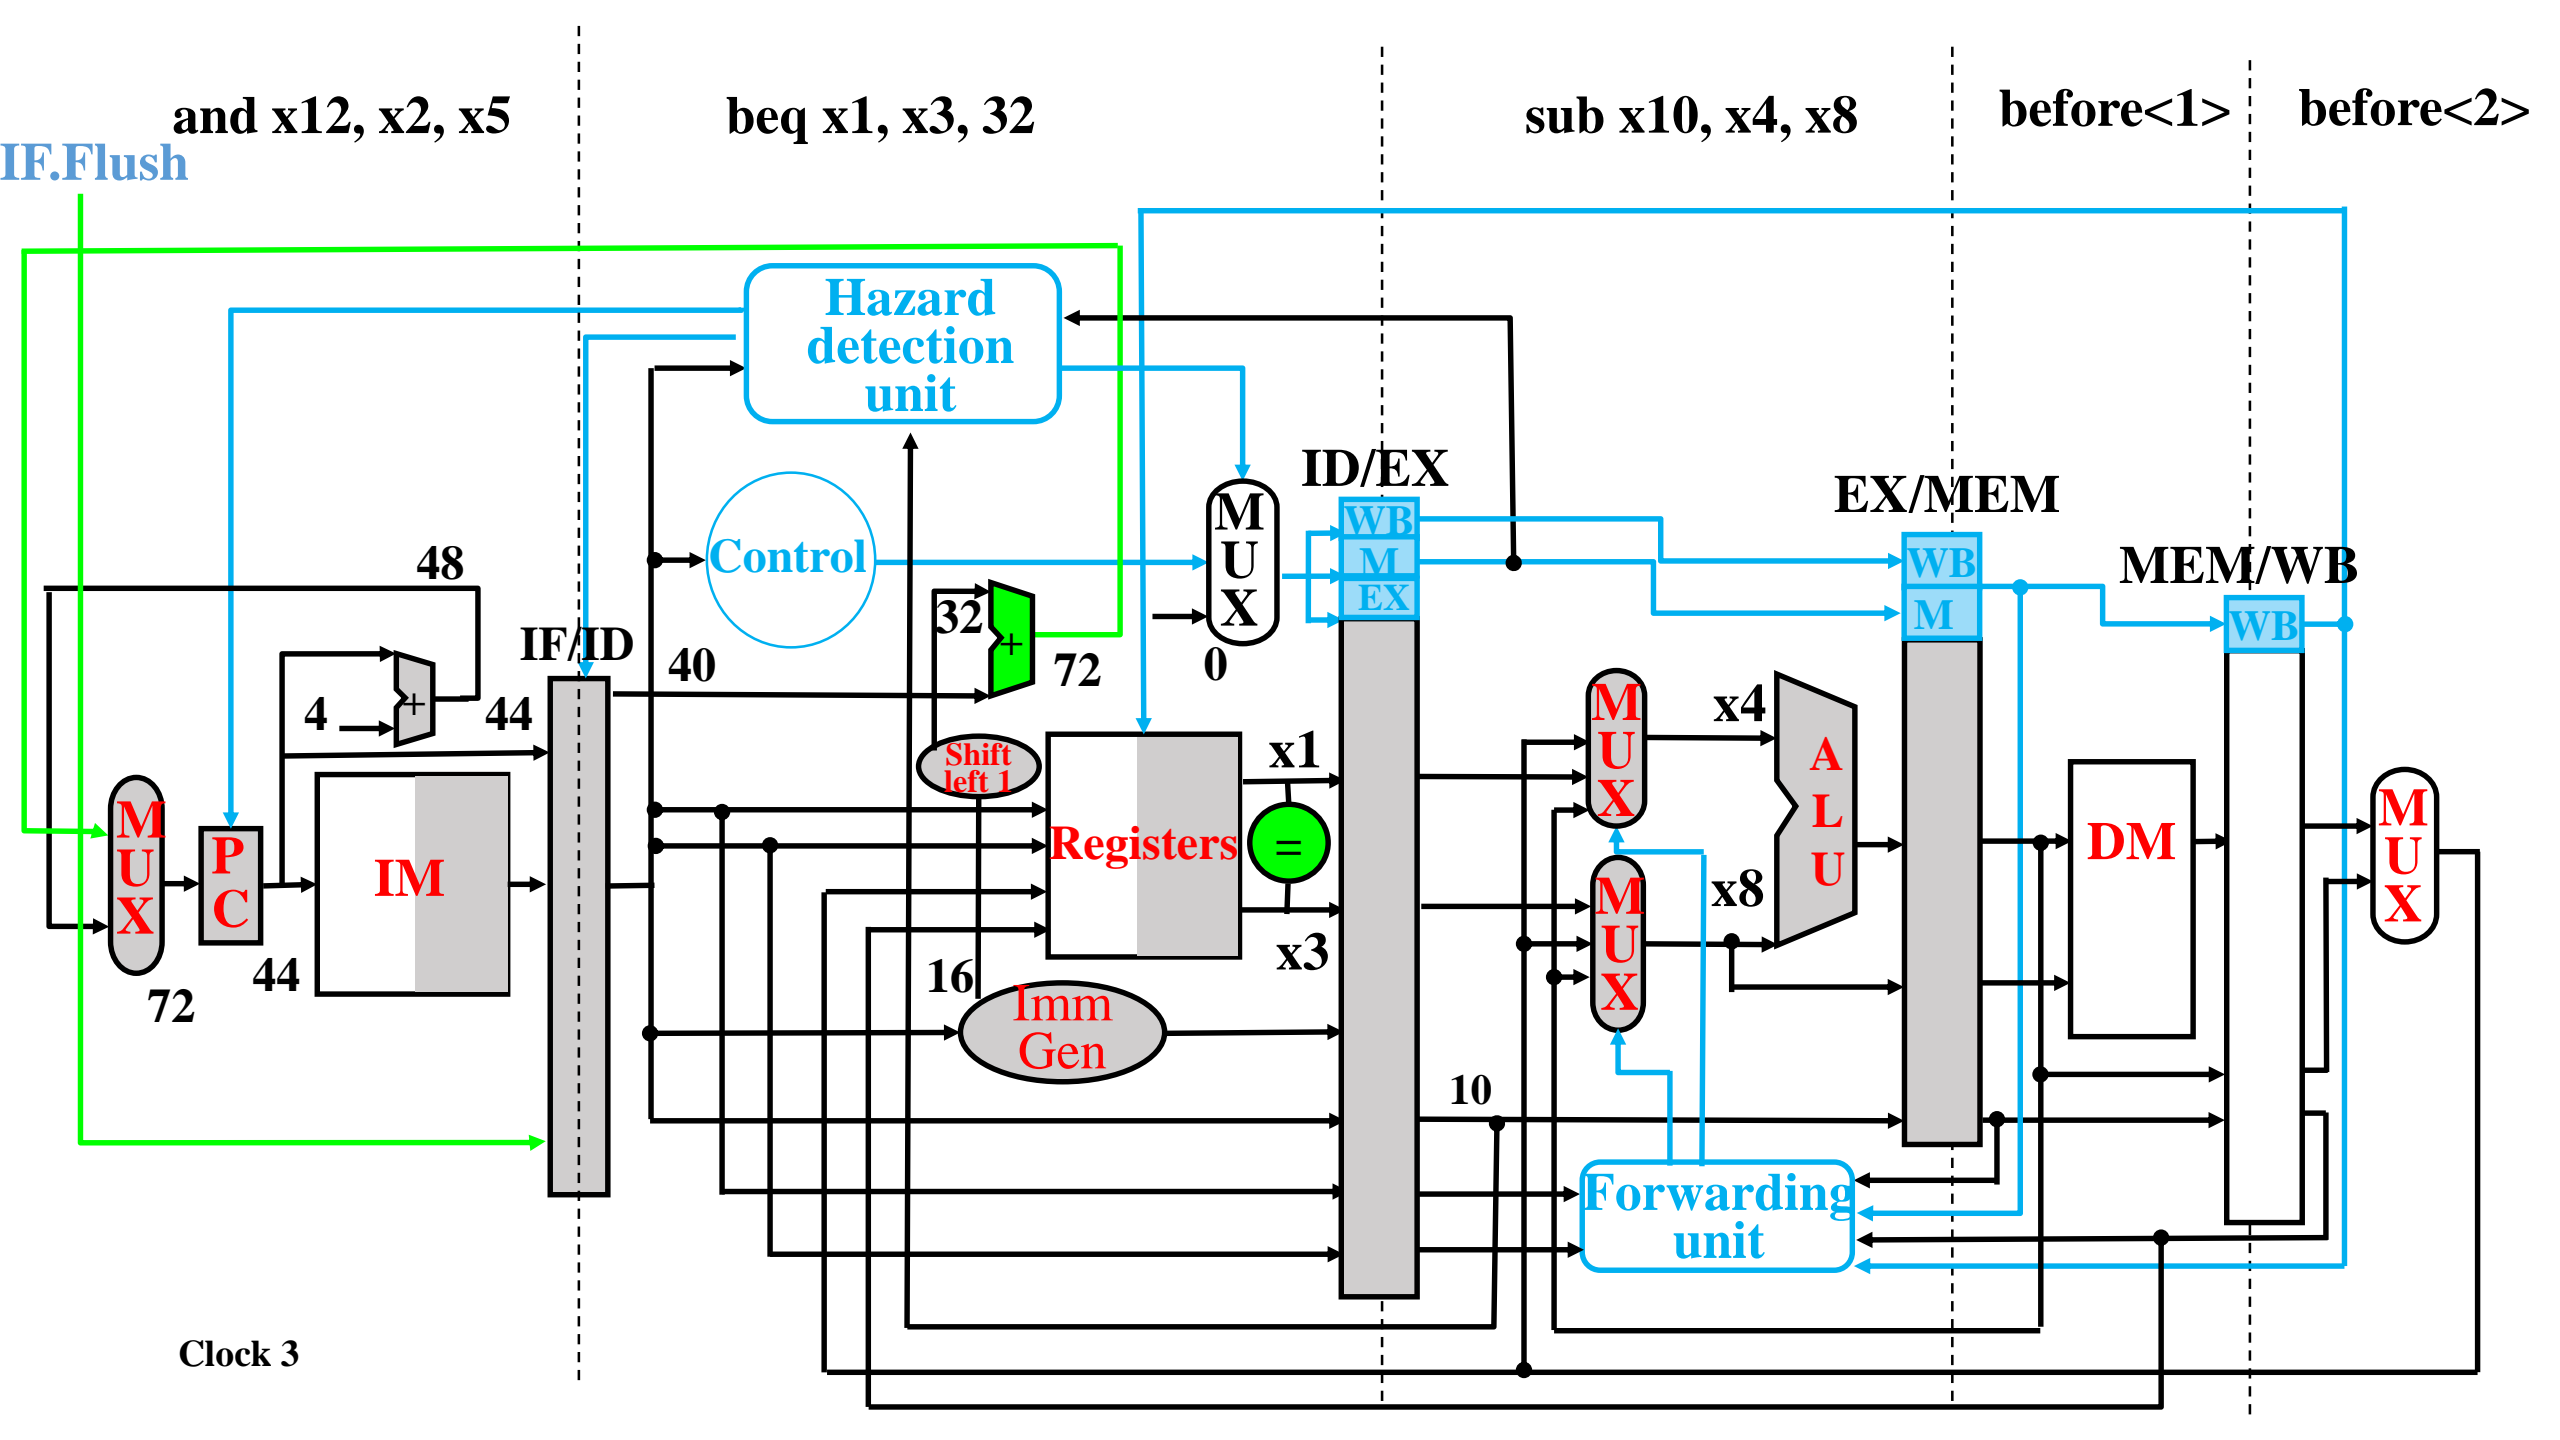 and x12, x2, x5
beq x1, x3, 32
sub x10, x4, x8
before<1>
before<2>
IF.Flush
Hazard
detection
unit
ID/EX
EX/MEM
MEM/WB
IF/ID
WB
M
EX
WB
M
WB
Control
M
U
X
0
48
32
+
72
40
4
+
44
Shift
left 1
x1
Registers
=
x3
M
U
X
72
P
C
44
IM
16
Imm
Gen
M
U
X
x4
M
U
X
x8
A
L
U
DM
M
U
X
10
Forwarding
unit
Clock 3